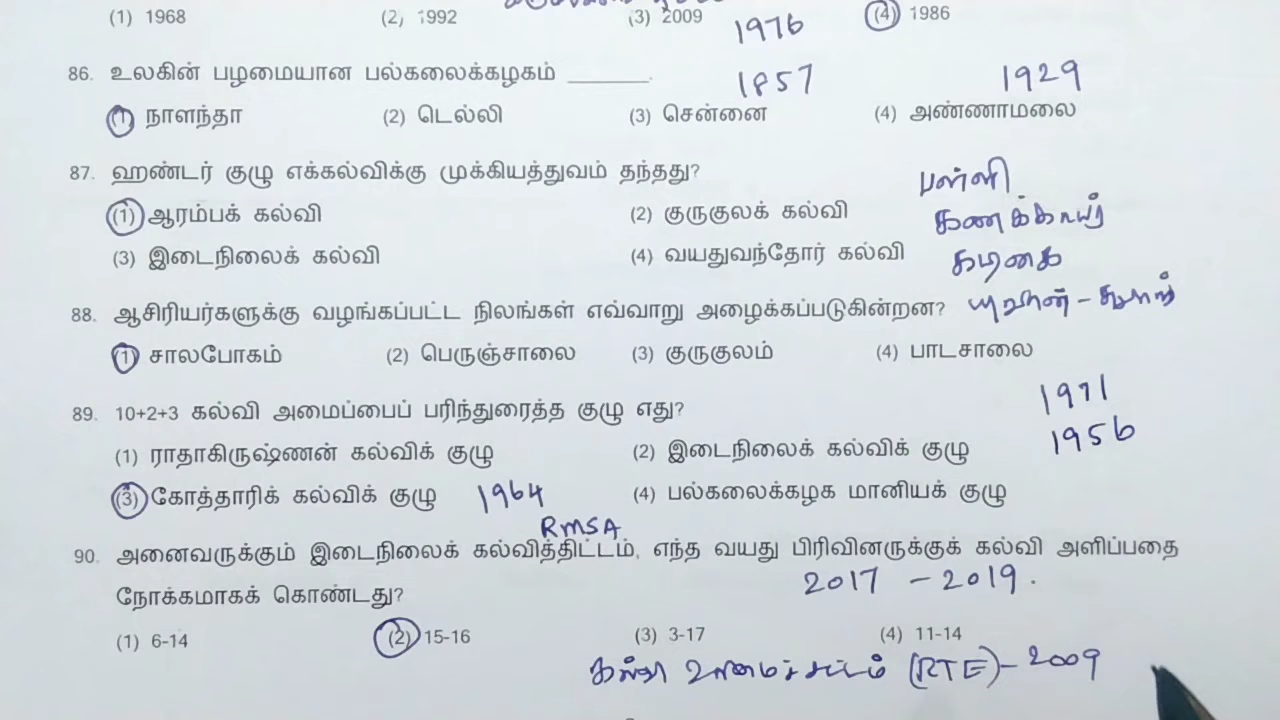 (1) 1968 (2) 1992 (3) 2009 (4) 1986
1976
86. உலகின் பழமையான பல்கலைக்கழகம் ________.
1857 1929
(1) நாளந்தா (2) டெல்லி (3) சென்னை (4) அண்ணாமலை
87. ஹண்டர் குழு எக்கல்விக்கு முக்கியத்துவம் தந்தது?
பள்ளி
(1) ஆரம்பக் கல்வி (2) குருகுலக் கல்வி
கணக்காயர்
(3) இடைநிலைக் கல்வி (4) வயதுவந்தோர் கல்வி
கடிகை
88. ஆசிரியர்களுக்கு வழங்கப்பட்ட நிலங்கள் எவ்வாறு அழைக்கப்படுகின்றன?
யுவான் - சுவாங்
(1) சாலபோகம் (2) பெருஞ்சாலை (3) குருகுலம் (4) பாடசாலை
89. 10+2+3 கல்வி அமைப்பைப் பரிந்துரைத்த குழு எது?
1971
(1) ராதாகிருஷ்ணன் கல்விக் குழு (2) இடைநிலைக் கல்விக் குழு
1956
(3) கோத்தாரிக் கல்விக் குழு 1964 (4) பல்கலைக்கழக மானியக் குழு
RMSA
90. அனைவருக்கும் இடைநிலைக் கல்வித்திட்டம், எந்த வயது பிரிவினருக்குக் கல்வி அளிப்பதை
நோக்கமாகக் கொண்டது?
2017 - 2019.
(1) 6-14 (2) 15-16 (3) 3-17 (4) 11-14
கல்வி உரிமைச்சட்டம் (RTE) - 2009